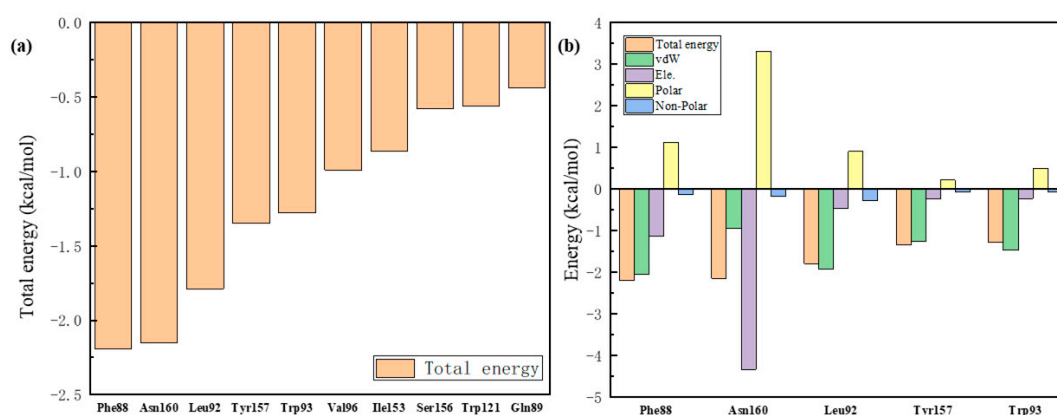 (a)
Total energy (kcal/mol)
0.0
-0.5
-1.0
-1.5
-2.0
-2.5
Total energy
Phe88 Asn160 Leu92 Tyr157 Trp93 Val96 Ile153 Ser156 Trp121 Gln89
(b)
Energy (kcal/mol)
4
3
2
1
0
-1
-2
-3
-4
-5
Total energy
vdW
Ele.
Polar
Non-Polar
Phe88 Asn160 Leu92 Tyr157 Trp93